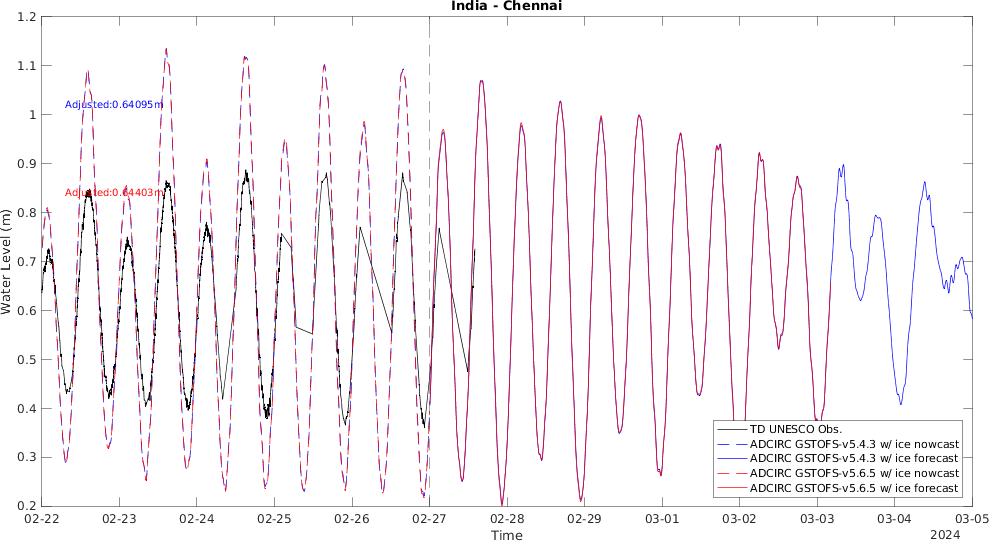 India - Chennai
1.2
1.1
1
0.9
0.8
0.7
0.6
0.5
0.4
0.3
0.2
Water Level (m)
Adjusted:0.64095m
Adjusted:0.64403m
TD UNESCO Obs.
ADCIRC GSTOFS-v5.4.3 w/ ice nowcast
ADCIRC GSTOFS-v5.4.3 w/ ice forecast
ADCIRC GSTOFS-v5.6.5 w/ ice nowcast
ADCIRC GSTOFS-v5.6.5 w/ ice forecast
02-22 02-23 02-24 02-25 02-26 02-27 02-28 02-29 03-01 03-02 03-03 03-04 03-05
Time
2024